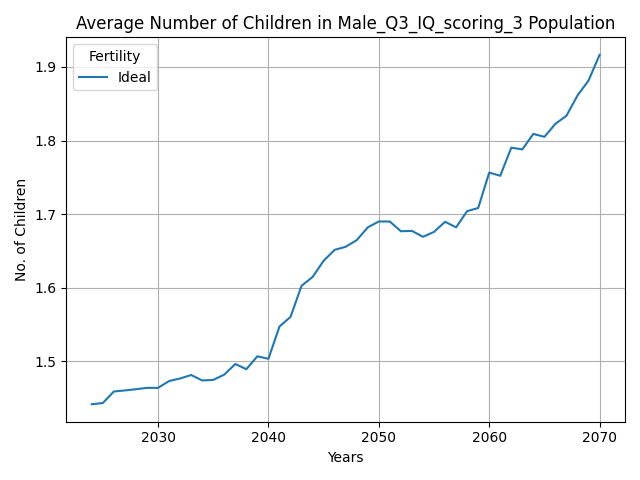 Average Number of Children in Male_Q3_IQ_scoring_3 Population
Fertility
Ideal
No. of Children
1.9
1.8
1.7
1.6
1.5
2030 2040 2050 2060 2070
Years